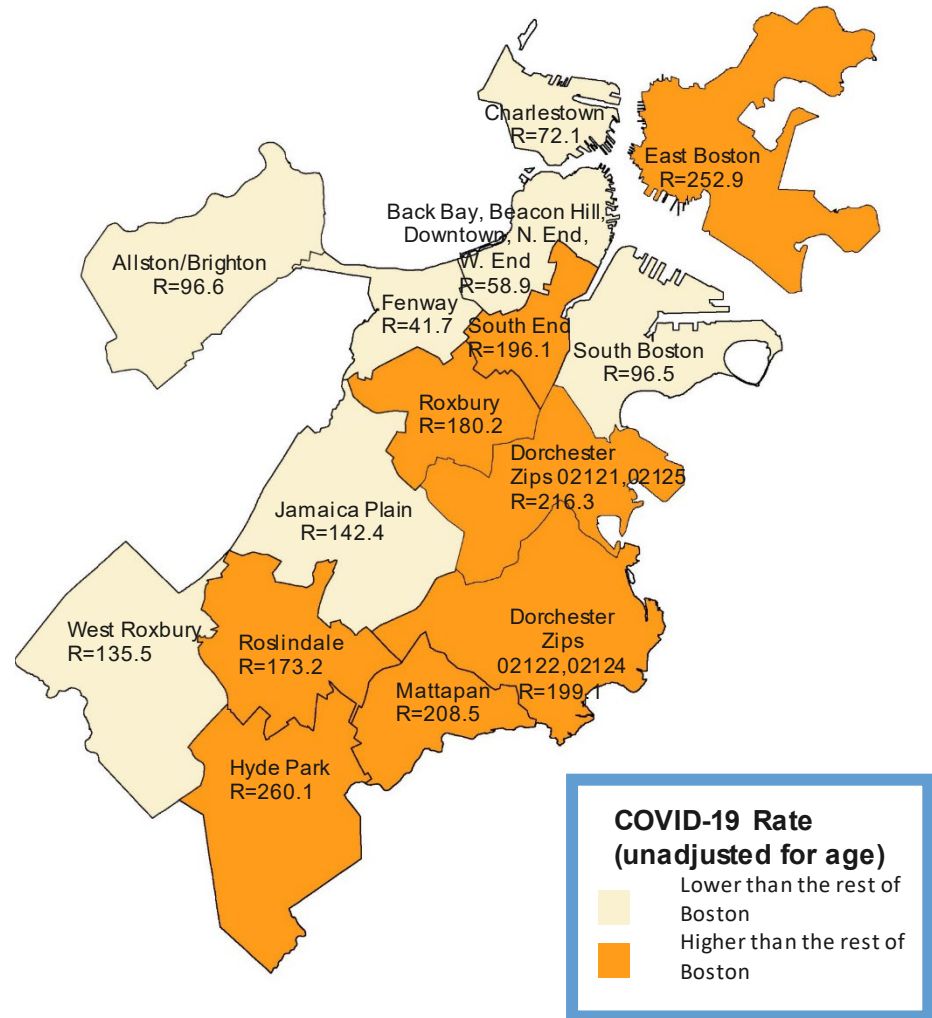 Charlestown
R=72.1
East Boston
R=252.9
Back Bay, Beacon Hill,
Downtown, N. End,
W. End
R=58.9
Allston/Brighton
R=96.6
Fenway
R=41.7
South End
R=196.1
South Boston
R=96.5
Roxbury
R=180.2
Dorchester
Zips 02121,02125
R=216.3
Jamaica Plain
R=142.4
West Roxbury
R=135.5
Roslindale
R=173.2
Dorchester
Zips
02122,02124
R=199.1
Mattapan
R=208.5
Hyde Park
R=260.1
COVID-19 Rate
(unadjusted for age)
Lower than the rest of
Boston
Higher than the rest of
Boston